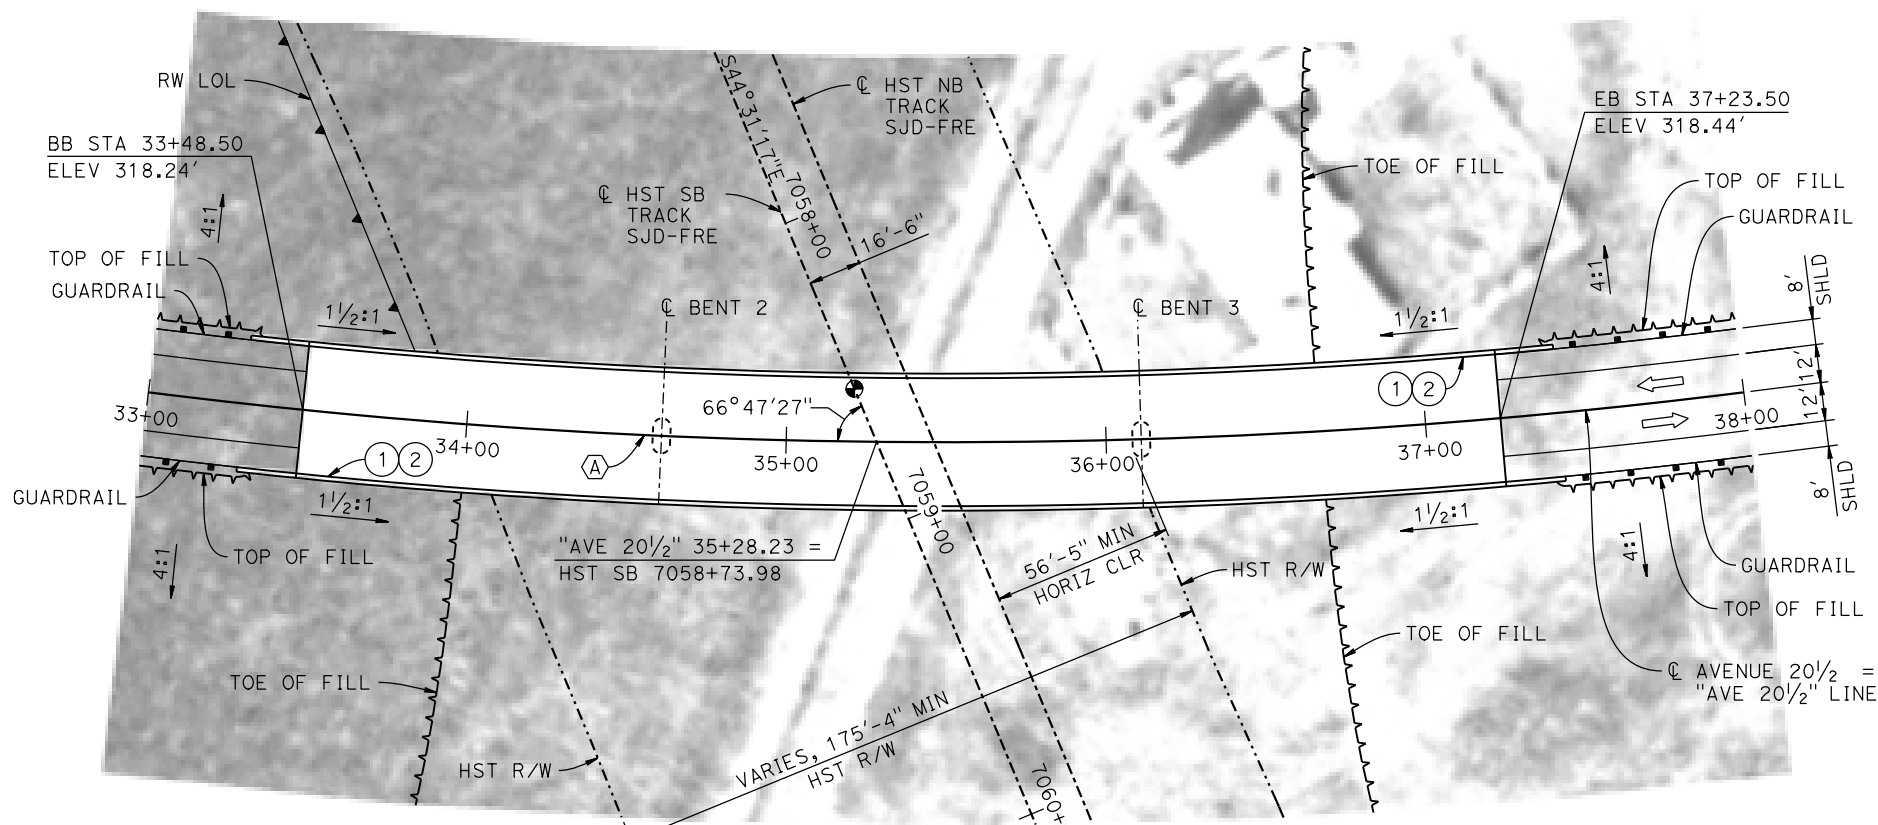 RW LOL
BB STA 33+48.50
ELEV 318.24'
4:1
TOP OF FILL
GUARDRAIL
1½:1
33+00
GUARDRAIL
1½:1
4:1
TOP OF FILL
TOE OF FILL
1 2
34+00
HST R/W
℄ HST SB
TRACK
SJD-FRE
S44°31'17"E
7058+00
℄ HST NB
TRACK
SJD-FRE
16'-6"
℄ BENT 2
66°47'27"
A
35+00
"AVE 20½" 35+28.23 =
HST SB 7058+73.98
7059+00
7060+
VARIES, 175'-4" MIN
HST R/W
56'-5" MIN
HORIZ CLR
HST R/W
℄ BENT 3
36+00
TOE OF FILL
EB STA 37+23.50
ELEV 318.44'
TOP OF FILL
GUARDRAIL
4:1
1½:1
1 2
37+00
38+00
8'
SHLD
12'
12'
8'
SHLD
1½:1
4:1
GUARDRAIL
TOP OF FILL
TOE OF FILL
℄ AVENUE 20½ =
"AVE 20½" LINE